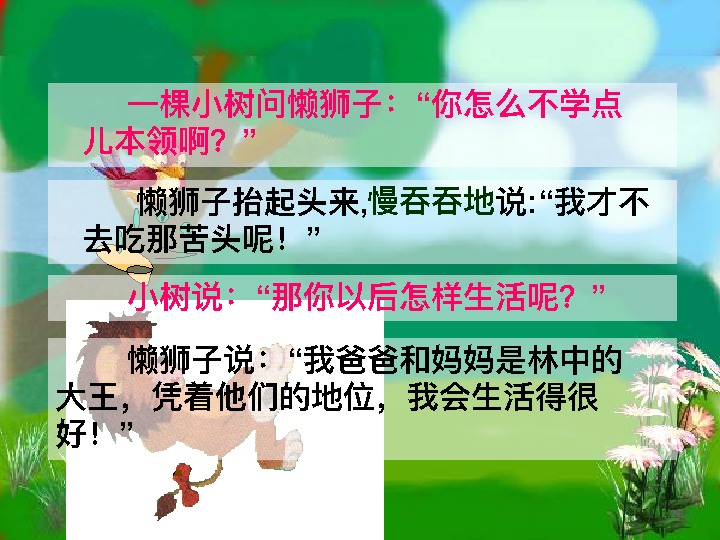 一棵小树问懒狮子：“你怎么不学点
儿本领啊？”
懒狮子抬起头来,慢吞吞地说:“我才不
去吃那苦头呢！”
小树说：“那你以后怎样生活呢？”
懒狮子说：“我爸爸和妈妈是林中的
大王，凭着他们的地位，我会生活得很
好！”